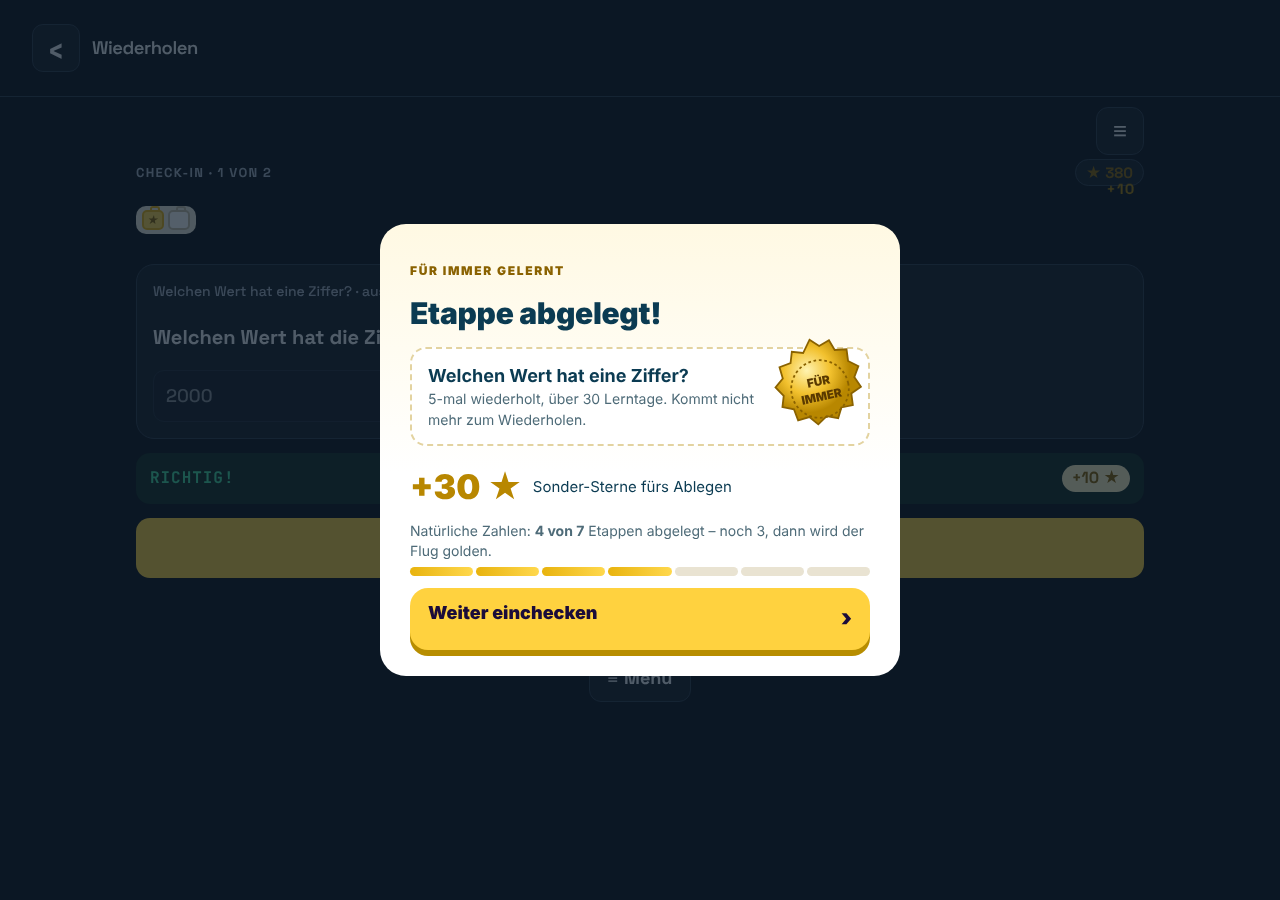 < Wiederholen
≡
CHECK-IN · 1 VON 2
★ 380
+10
Welchen Wert hat eine Ziffer? · au
Welchen Wert hat die Zi
2000
RICHTIG!
+10 ★
FÜR IMMER GELERNT
Etappe abgelegt!
Welchen Wert hat eine Ziffer?
5-mal wiederholt, über 30 Lerntage. Kommt nicht
mehr zum Wiederholen.
FÜR
IMMER
+30 ★ Sonder-Sterne fürs Ablegen
Natürliche Zahlen: 4 von 7 Etappen abgelegt – noch 3, dann wird der
Flug golden.
Weiter einchecken ›
≡ Menü